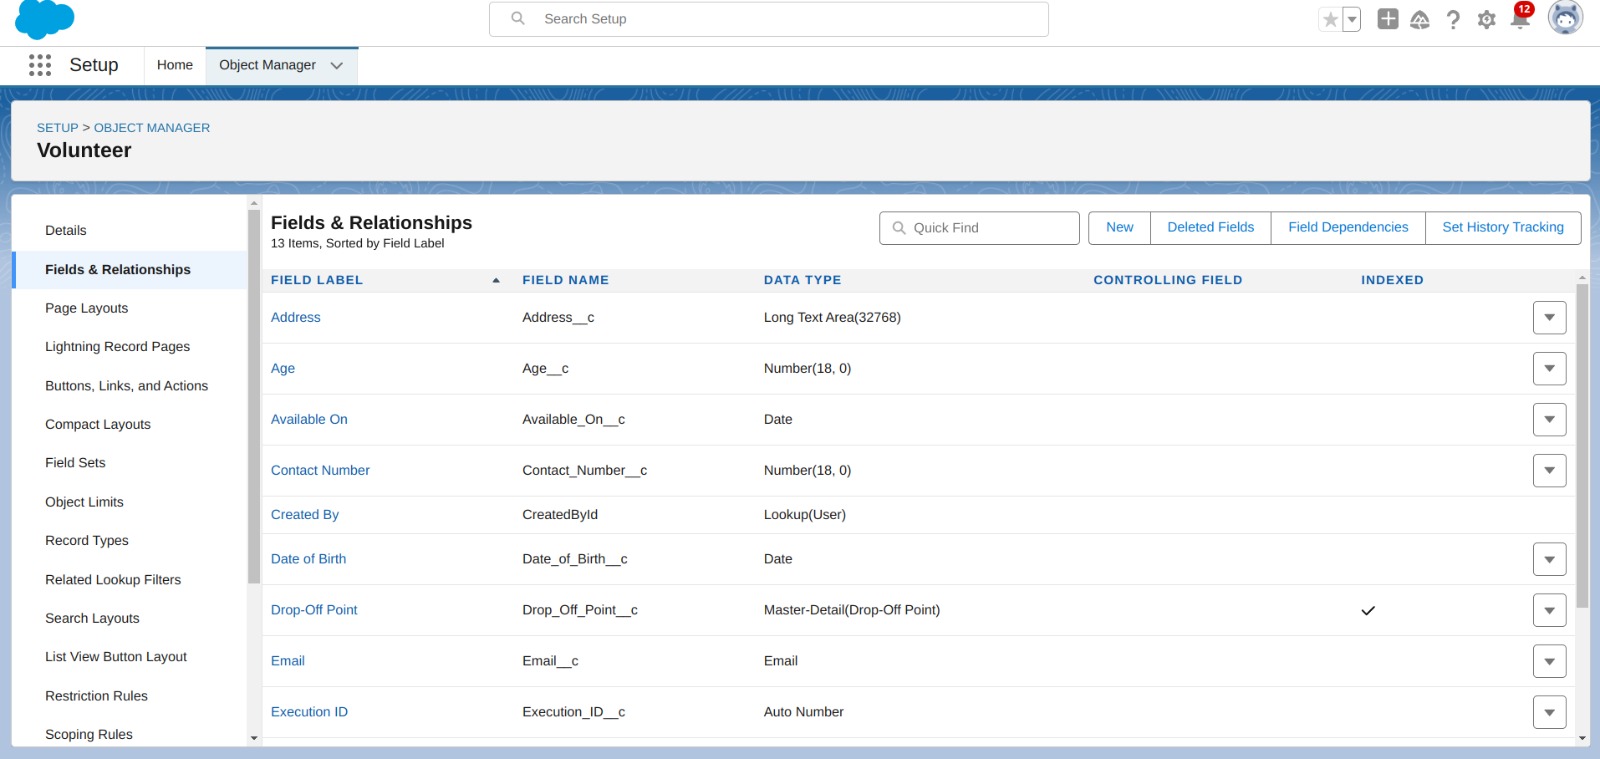 Search Setup
12
Setup
Home
Object Manager
SETUP > OBJECT MANAGER
Volunteer
Details
Fields & Relationships
Page Layouts
Lightning Record Pages
Buttons, Links, and Actions
Compact Layouts
Field Sets
Object Limits
Record Types
Related Lookup Filters
Search Layouts
List View Button Layout
Restriction Rules
Scoping Rules
Fields & Relationships
13 Items, Sorted by Field Label
Quick Find
New Deleted Fields Field Dependencies Set History Tracking
FIELD LABEL FIELD NAME DATA TYPE CONTROLLING FIELD INDEXED
Address Address__c Long Text Area(32768)
Age Age__c Number(18, 0)
Available On Available_On__c Date
Contact Number Contact_Number__c Number(18, 0)
Created By CreatedById Lookup(User)
Date of Birth Date_of_Birth__c Date
Drop-Off Point Drop_Off_Point__c Master-Detail(Drop-Off Point)
Email Email__c Email
Execution ID Execution_ID__c Auto Number